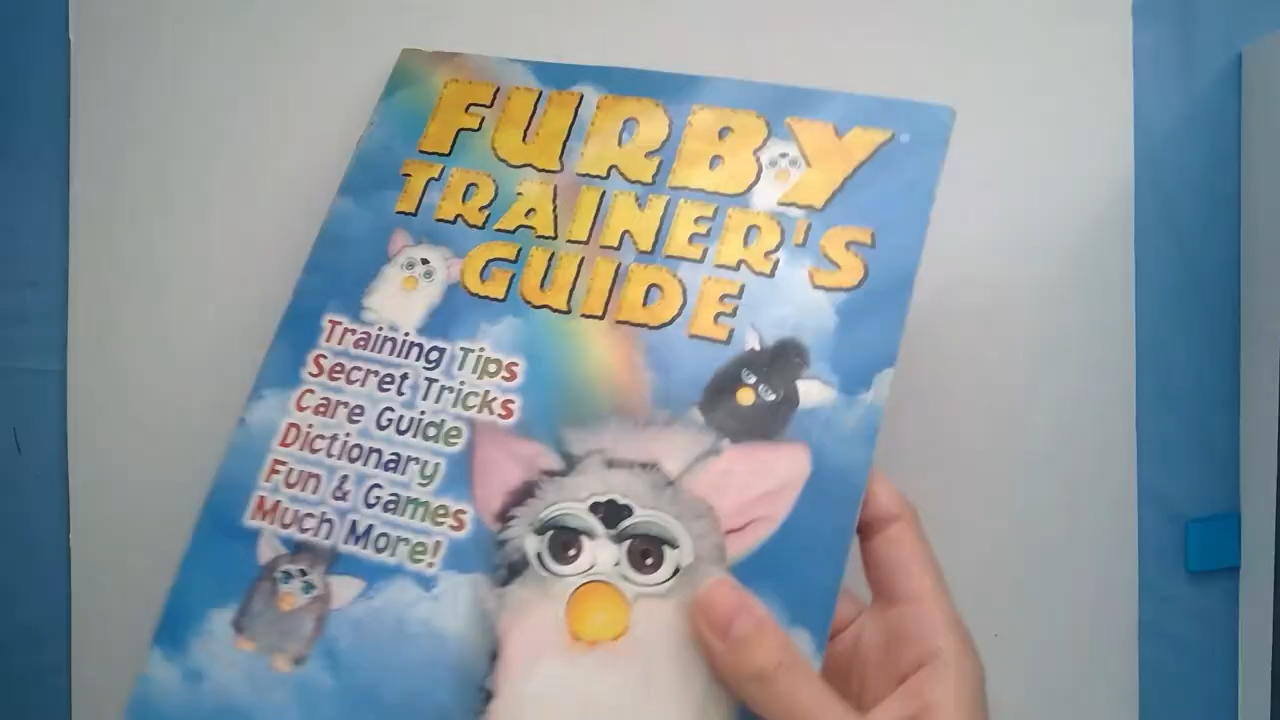 FURBY
TRAINER'S
GUIDE
Training Tips
Secret Tricks
Care Guide
Dictionary
Fun & Games
Much More!